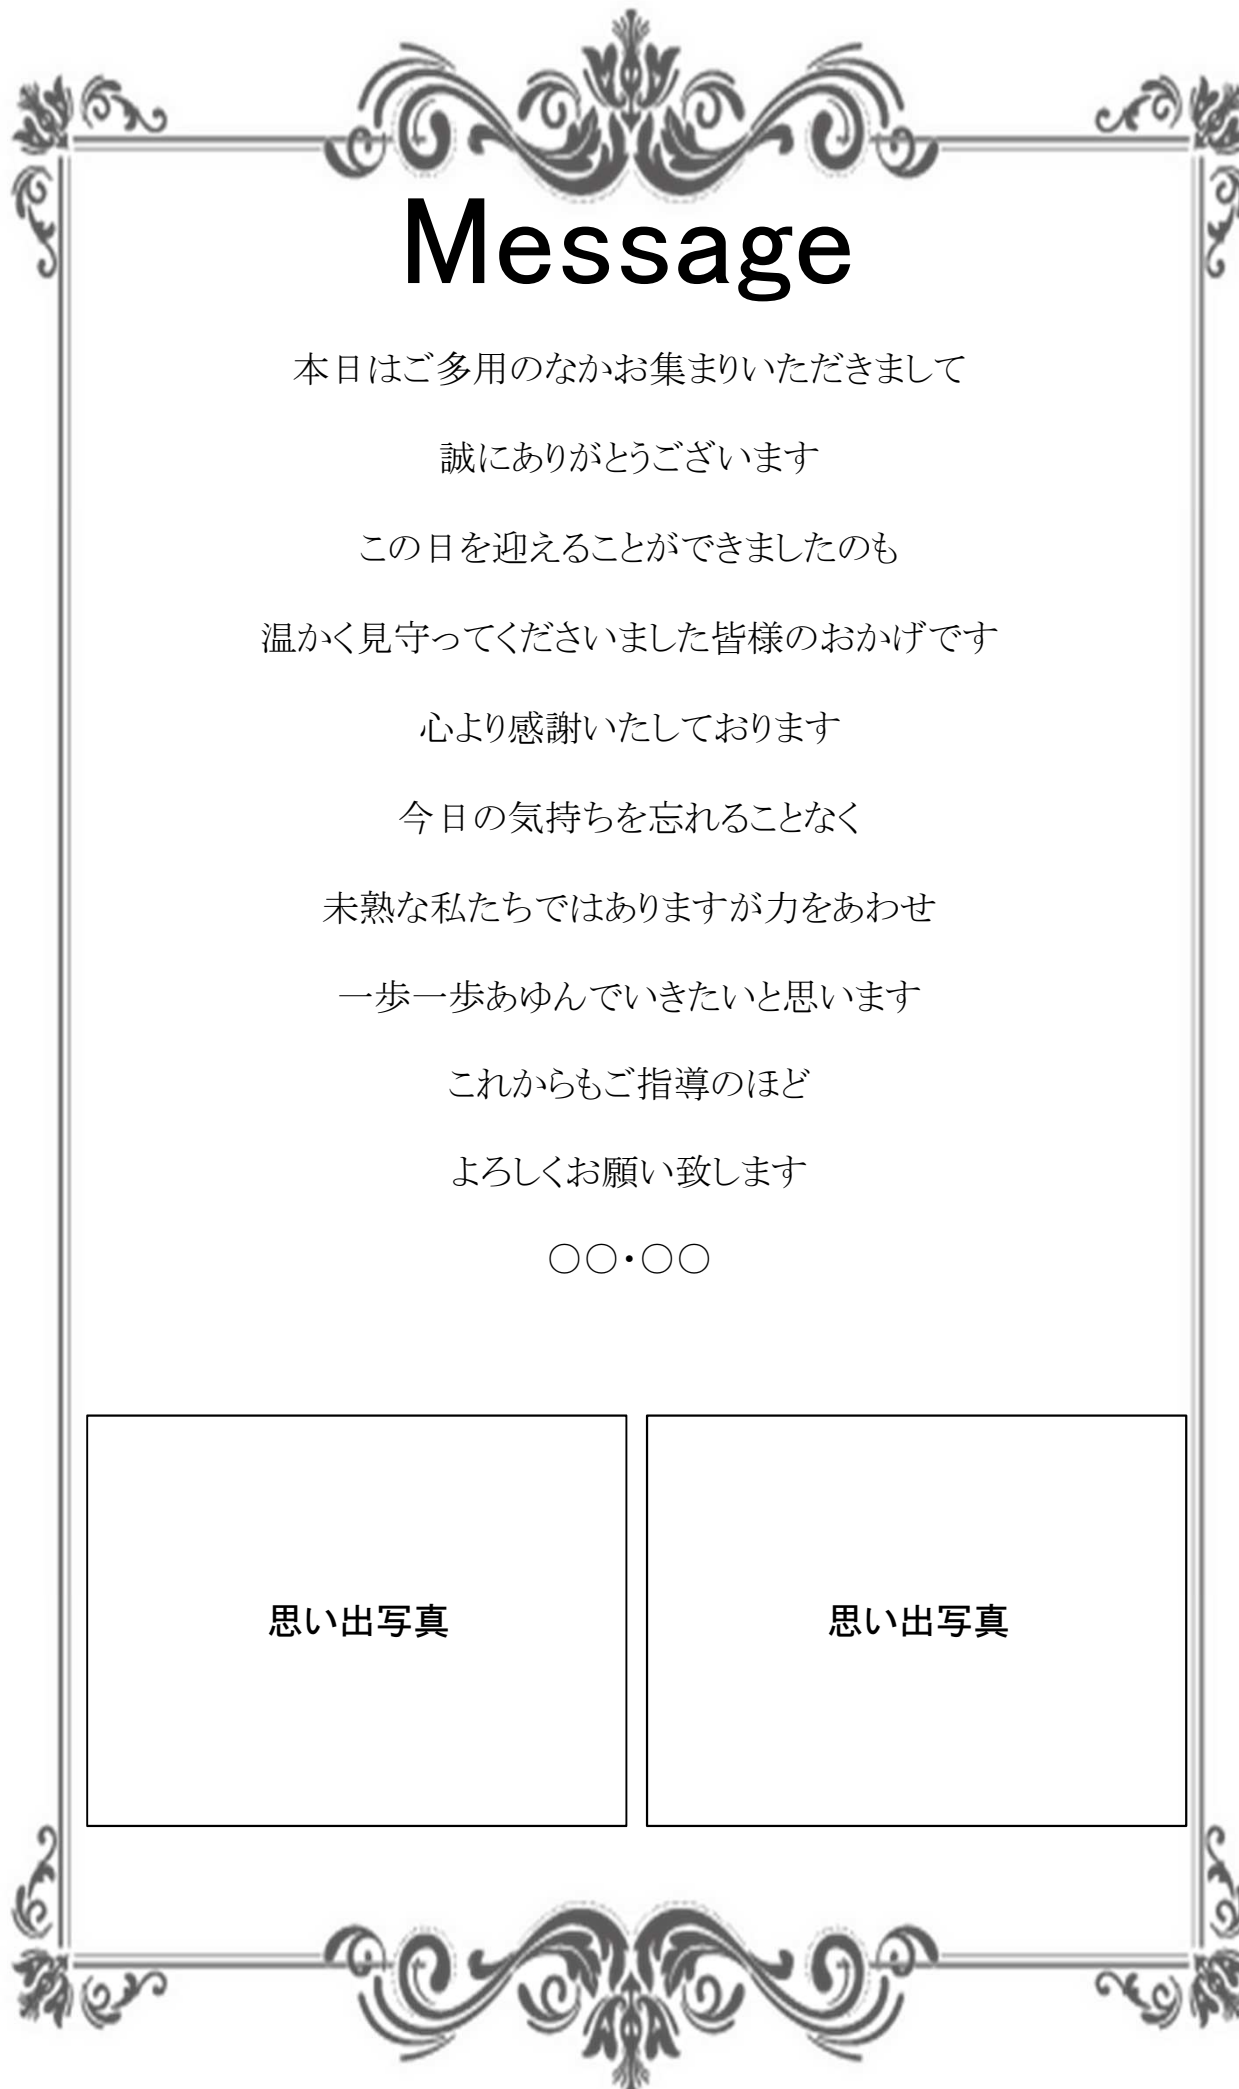 Message
本日はご多用のなかお集まりいただきまして
誠にありがとうございます
この日を迎えることができましたのも
温かく見守ってくださいました皆様のおかげです
心より感謝いたしております
今日の気持ちを忘れることなく
未熟な私たちではありますが力をあわせ
一歩一歩あゆんでいきたいと思います
これからもご指導のほど
よろしくお願い致します
〇〇・〇〇
思い出写真
思い出写真